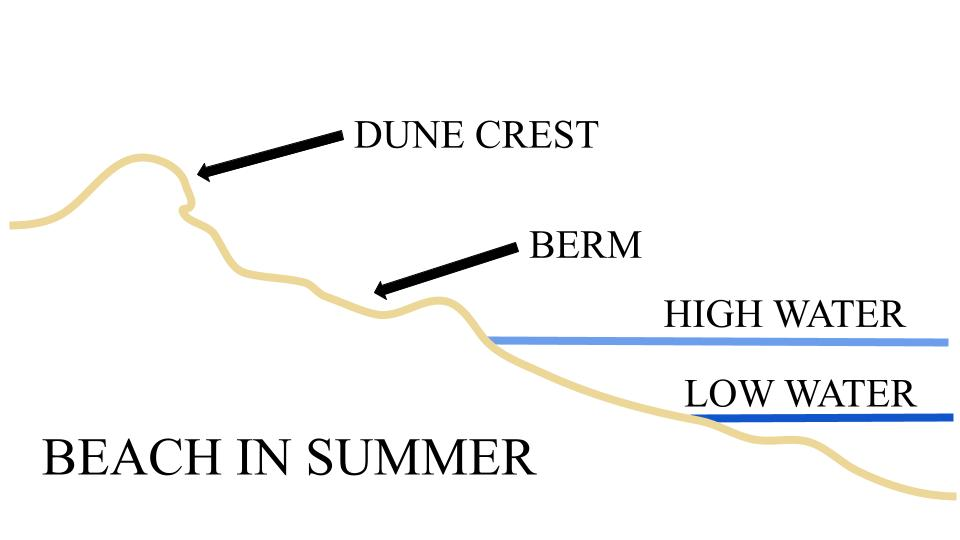 DUNE CREST
BERM
HIGH WATER
LOW WATER
BEACH IN SUMMER